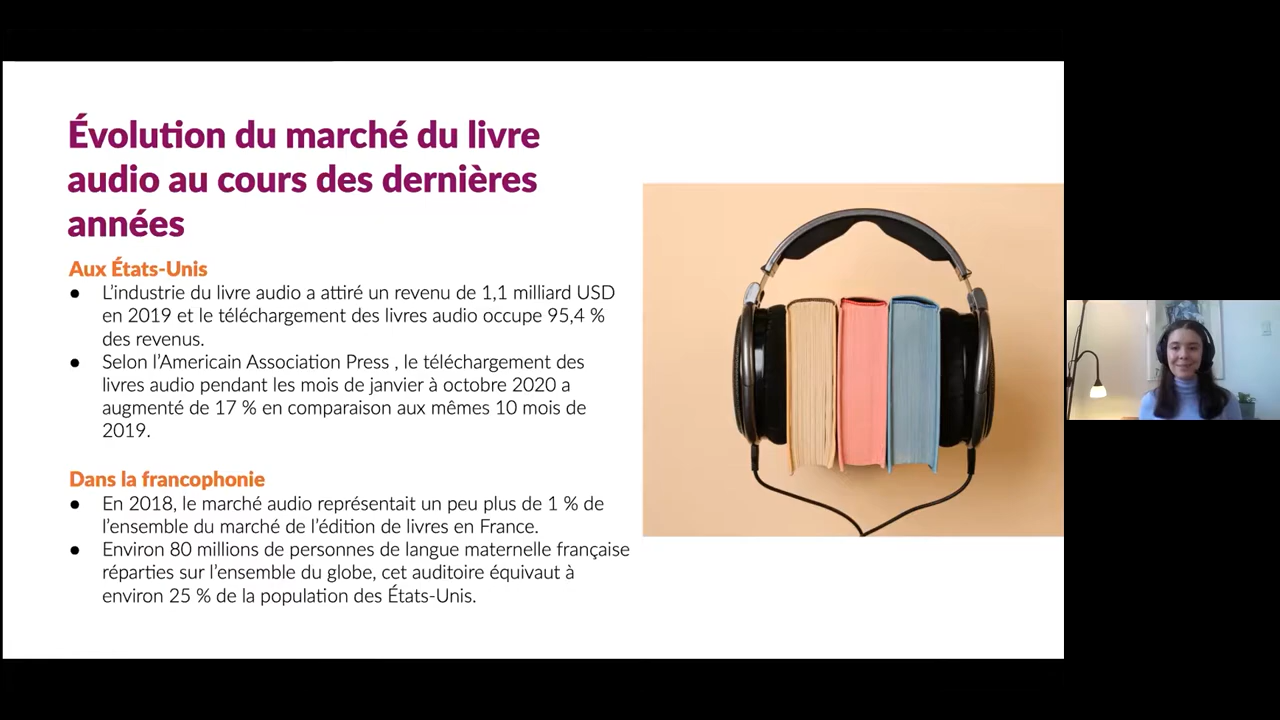 Évolution du marché du livre
audio au cours des dernières
années
Aux États-Unis
● L'industrie du livre audio a attiré un revenu de 1,1 milliard USD
en 2019 et le téléchargement des livres audio occupe 95,4 %
des revenus.
● Selon l'Americain Association Press , le téléchargement des
livres audio pendant les mois de janvier à octobre 2020 a
augmenté de 17 % en comparaison aux mêmes 10 mois de
2019.
Dans la francophonie
● En 2018, le marché audio représentait un peu plus de 1 % de
l'ensemble du marché de l'édition de livres en France.
● Environ 80 millions de personnes de langue maternelle française
réparties sur l'ensemble du globe, cet auditoire équivaut à
environ 25 % de la population des États-Unis.